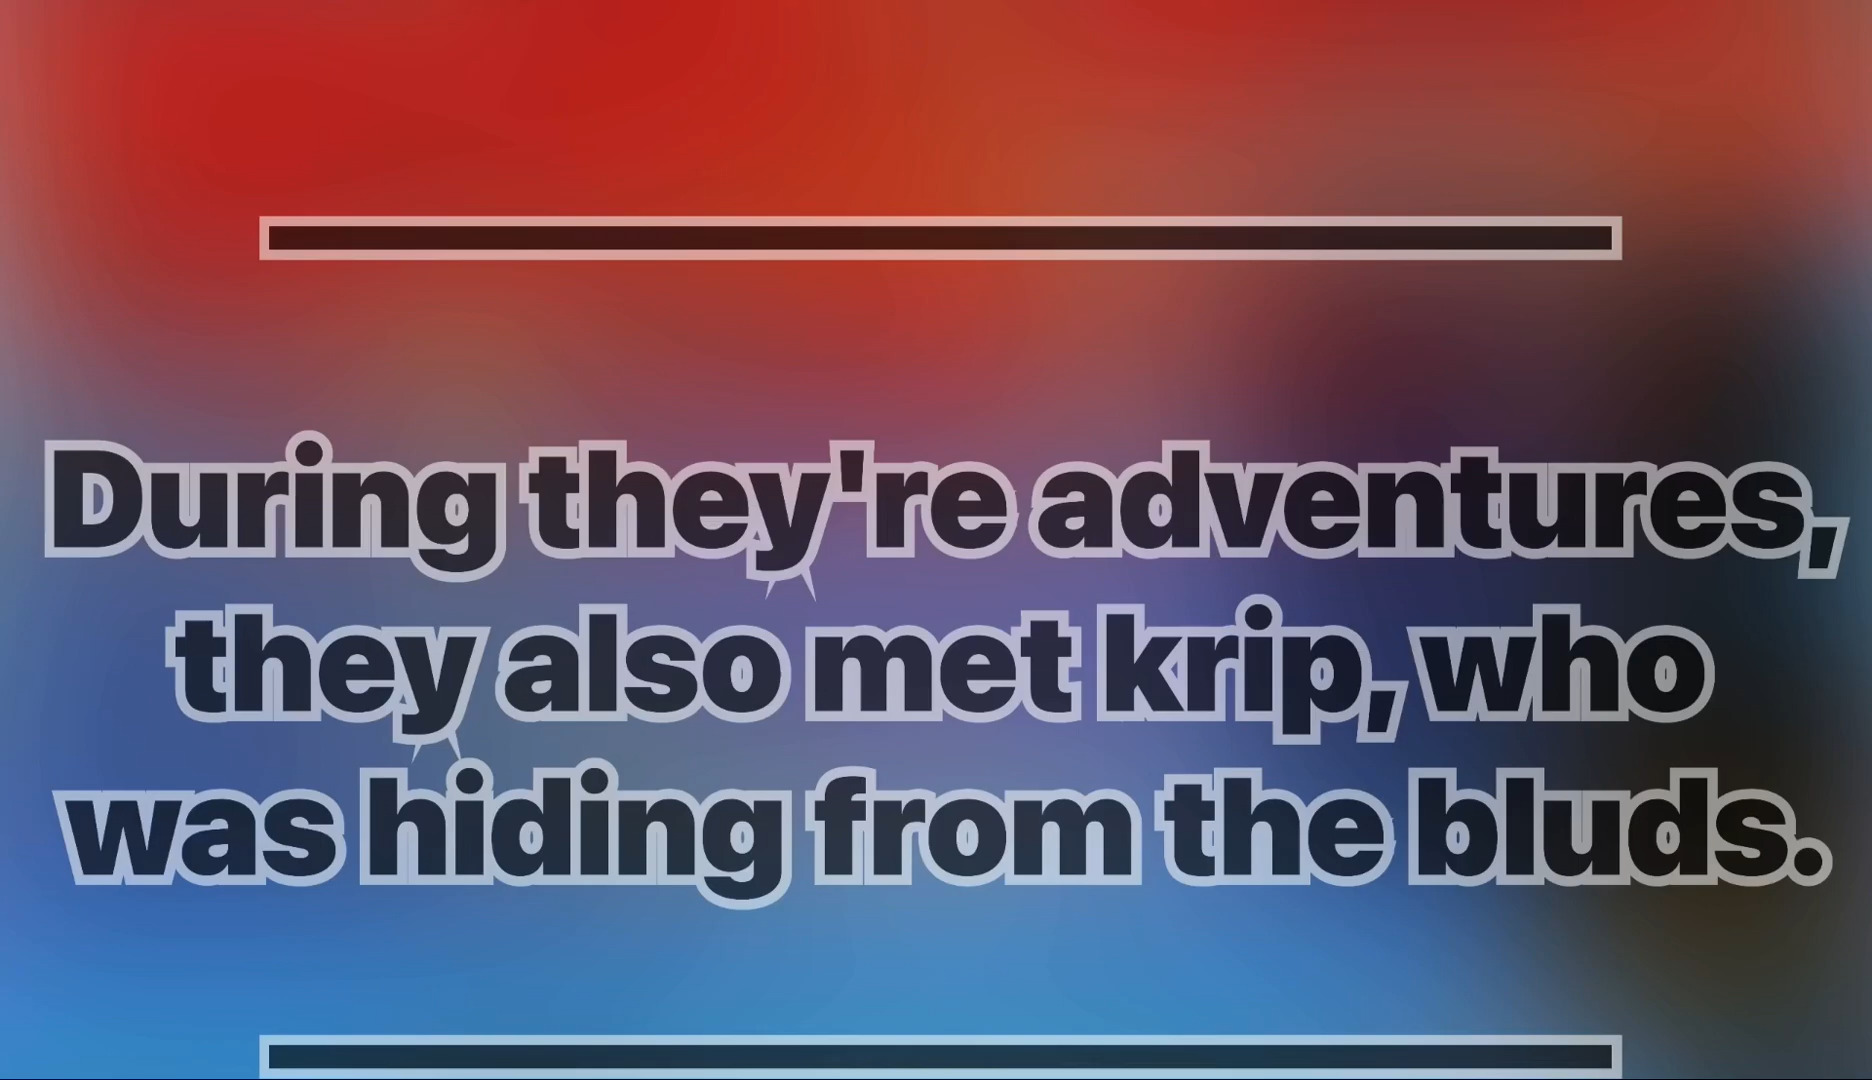 During they're adventures,
they also met krip, who
was hiding from the bluds.